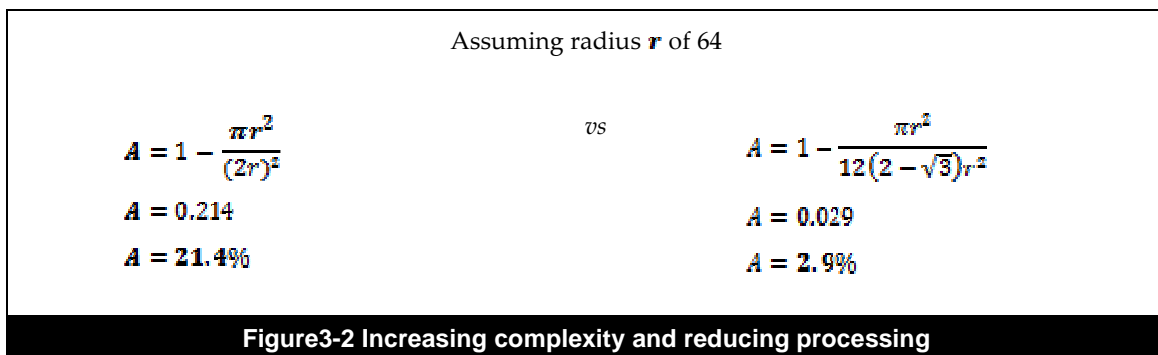 Assuming radius r of 64
A = 1 − πr² / (2r)²
vs
A = 1 − πr² / 12(2 − √3)r²
A = 0.214
A = 0.029
A = 21.4%
A = 2.9%
Figure3-2 Increasing complexity and reducing processing